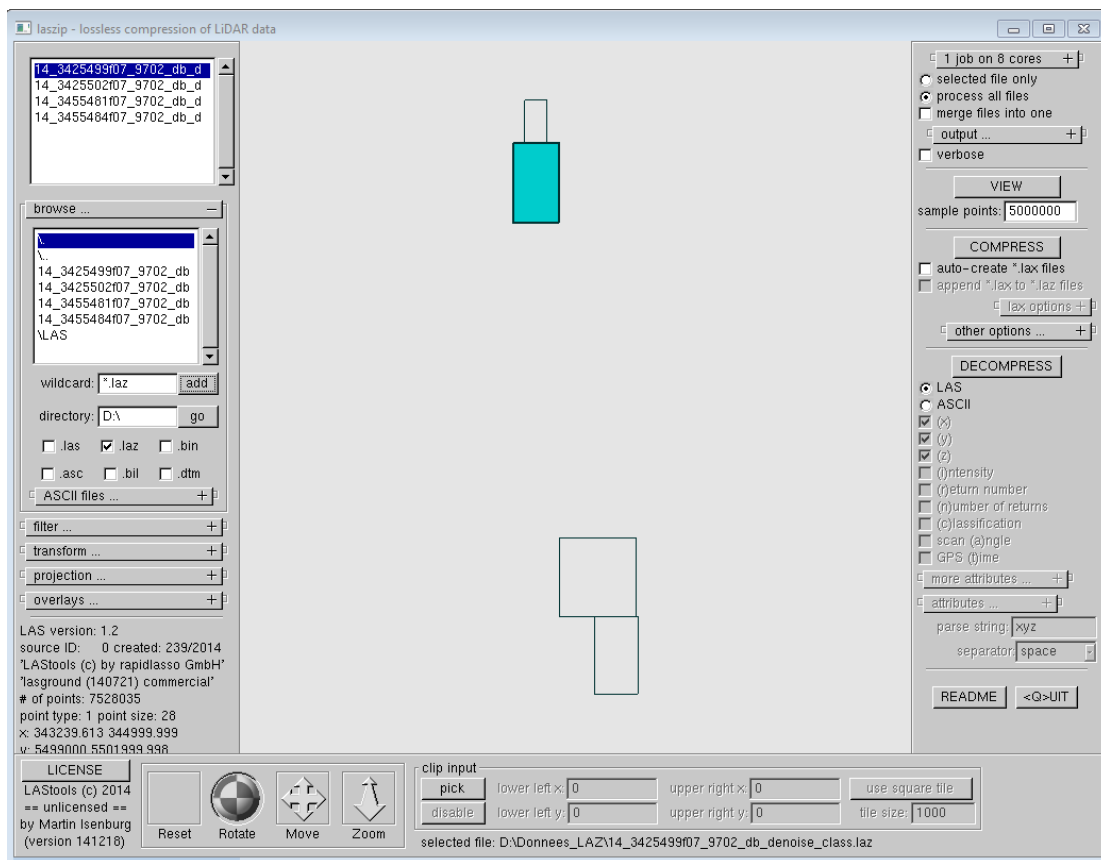 laszip - lossless compression of LiDAR data
14_3425499f07_9702_db_d
14_3425502f07_9702_db_d
14_3455481f07_9702_db_d
14_3455484f07_9702_db_d
browse ...
\.
\..
14_3425499f07_9702_db
14_3425502f07_9702_db
14_3455481f07_9702_db
14_3455484f07_9702_db
\LAS
wildcard: *.laz add
directory: D:\ go
.las .laz .bin
.asc .bil .dtm
ASCII files ...
filter ...
transform ...
projection ...
overlays ...
LAS version: 1.2
source ID: 0 created: 239/2014
'LAStools (c) by rapidlasso GmbH'
'lasground (140721) commercial'
# of points: 7528035
point type: 1 point size: 28
x: 343239.613 344999.999
y: 5499000 5501999.998
1 job on 8 cores
selected file only
process all files
merge files into one
output ...
verbose
VIEW
sample points: 5000000
COMPRESS
auto-create *.lax files
append *.lax to *.laz files
lax options
other options ...
DECOMPRESS
LAS
ASCII
(x)
(y)
(z)
(i)ntensity
(r)eturn number
(n)umber of returns
(c)lassification
scan (a)ngle
GPS (t)ime
more attributes ...
attributes ...
parse string: xyz
separator: space
README <Q>UIT
LICENSE
LAStools (c) 2014
== unlicensed ==
by Martin Isenburg
(version 141218)
Reset Rotate Move Zoom
clip input
pick lower left x: 0 upper right x: 0 use square tile
disable lower left y: 0 upper right y: 0 tile size: 1000
selected file: D:\Donnees_LAZ\14_3425499f07_9702_db_denoise_class.laz